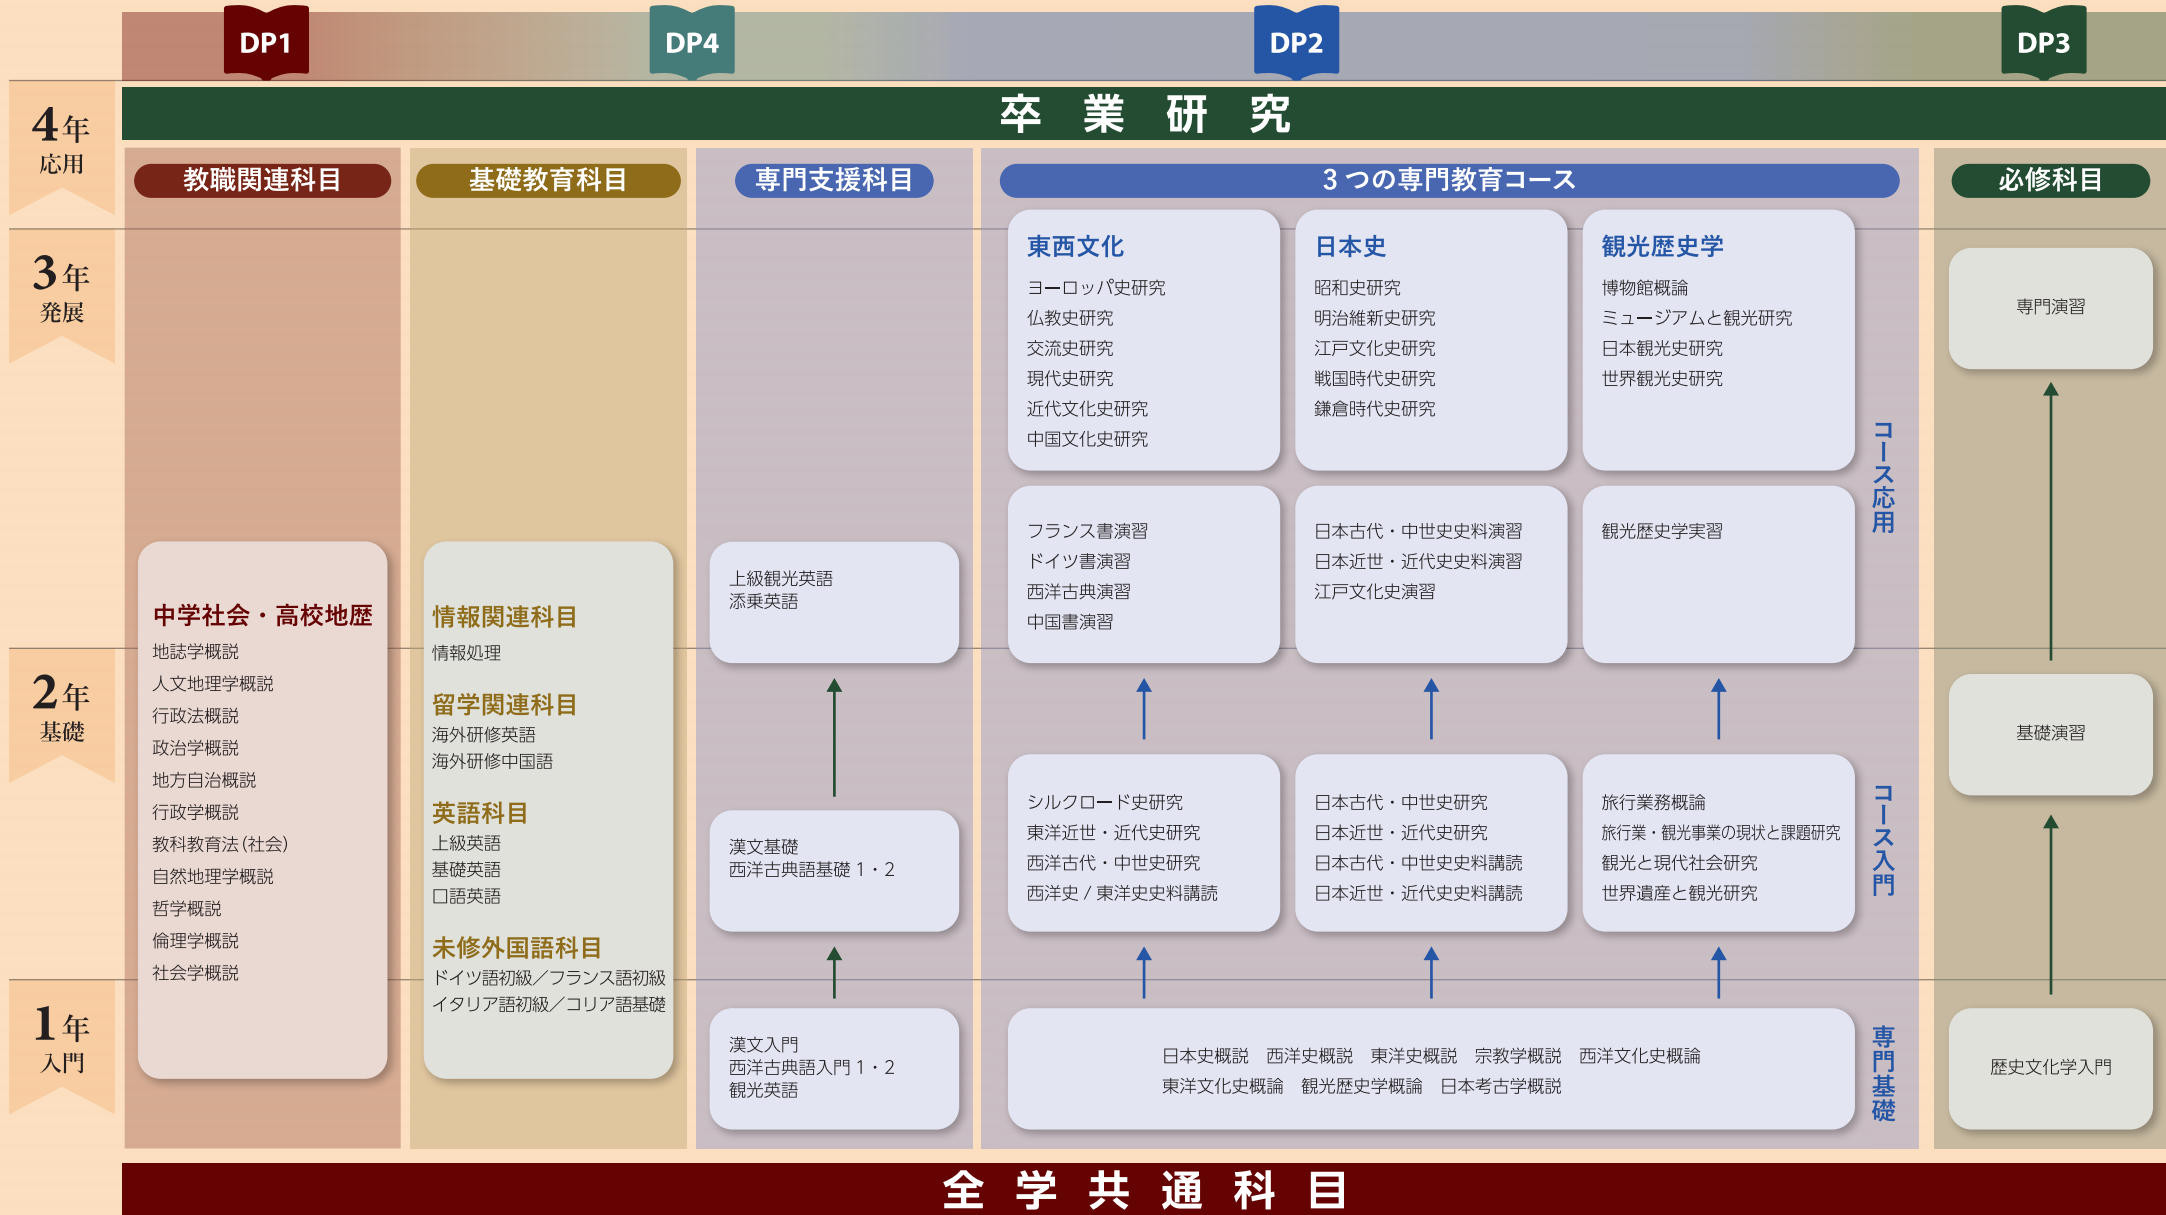 DP1
DP4
DP2
DP3
卒業研究
4年
応用
3年
発展
2年
基礎
1年
入門
教職関連科目
中学社会・高校地歴
地誌学概説
人文地理学概説
行政法概説
政治学概説
地方自治概説
行政学概説
教科教育法(社会)
自然地理学概説
哲学概説
倫理学概説
社会学概説
基礎教育科目
情報関連科目
情報処理
留学関連科目
海外研修英語
海外研修中国語
英語科目
上級英語
基礎英語
口語英語
未修外国語科目
ドイツ語初級／フランス語初級
イタリア語初級／コリア語基礎
専門支援科目
上級観光英語
添乗英語
漢文基礎
西洋古典語基礎 1・2
漢文入門
西洋古典語入門 1・2
観光英語
3つの専門教育コース
東西文化
ヨーロッパ史研究
仏教史研究
交流史研究
現代史研究
近代文化史研究
中国文化史研究
日本史
昭和史研究
明治維新史研究
江戸文化史研究
戦国時代史研究
鎌倉時代史研究
観光歴史学
博物館概論
ミュージアムと観光研究
日本観光史研究
世界観光史研究
フランス書演習
ドイツ書演習
西洋古典演習
中国書演習
日本古代・中世史史料演習
日本近世・近代史史料演習
江戸文化史演習
観光歴史学実習
コース応用
シルクロード史研究
東洋近世・近代史研究
西洋古代・中世史研究
西洋史 / 東洋史史料講読
日本古代・中世史研究
日本近世・近代史研究
日本古代・中世史史料講読
日本近世・近代史史料講読
旅行業務概論
旅行業・観光事業の現状と課題研究
観光と現代社会研究
世界遺産と観光研究
コース入門
日本史概説 西洋史概説 東洋史概説 宗教学概説 西洋文化史概論
東洋文化史概論 観光歴史学概論 日本考古学概説
専門基礎
必修科目
専門演習
基礎演習
歴史文化学入門
全学共通科目